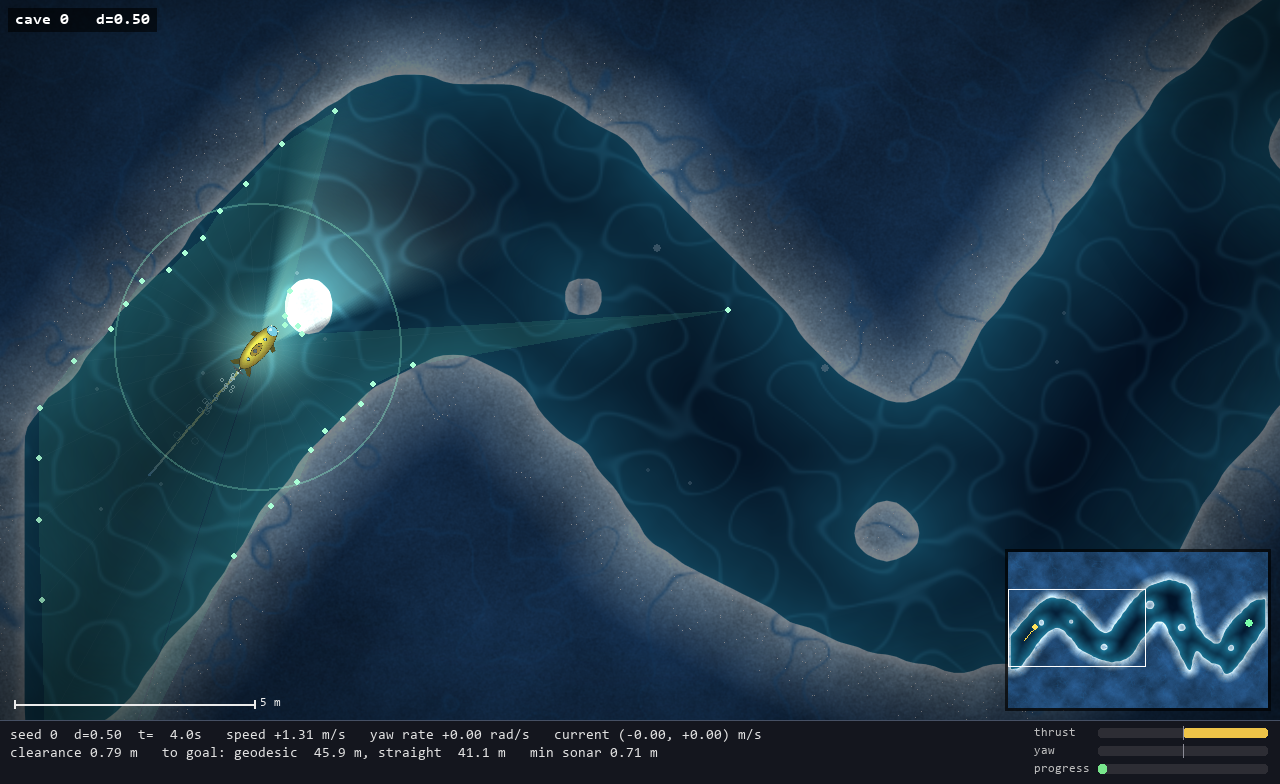 cave 0   d=0.50
5 m
seed 0  d=0.50  t=  4.0s   speed +1.31 m/s   yaw rate +0.00 rad/s   current (-0.00, +0.00) m/s
clearance 0.79 m   to goal: geodesic  45.9 m, straight  41.1 m   min sonar 0.71 m
thrust
yaw
progress